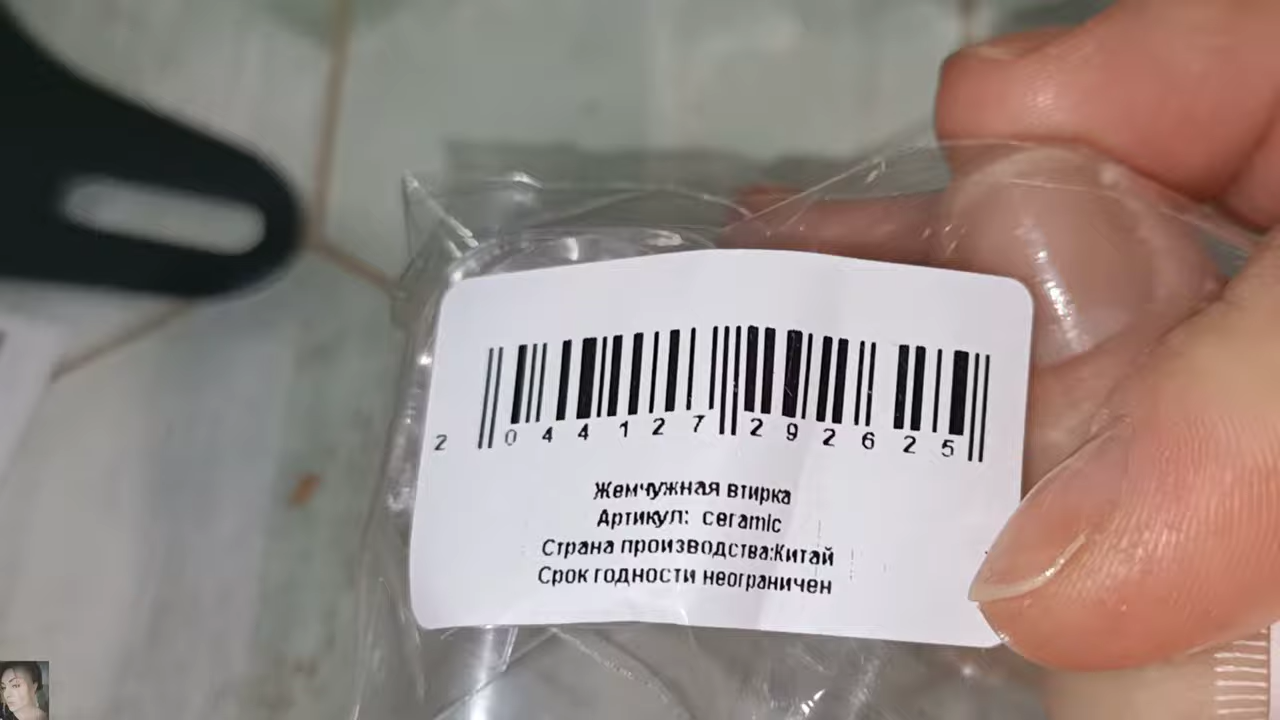 2 044127 292625
Жемчужная втирка
Артикул: ceramic
Страна производства:Китай
Срок годности неограничен